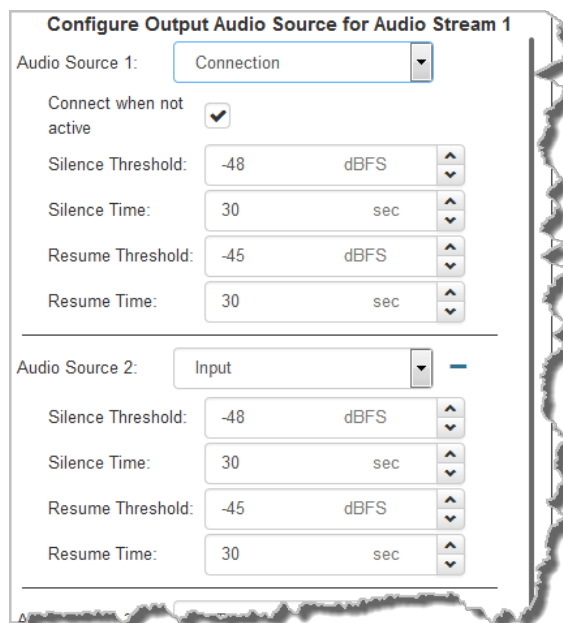 Configure Output Audio Source for Audio Stream 1
Audio Source 1: Connection
Connect when not
active
Silence Threshold: -48 dBFS
Silence Time: 30 sec
Resume Threshold: -45 dBFS
Resume Time: 30 sec
Audio Source 2: Input
Silence Threshold: -48 dBFS
Silence Time: 30 sec
Resume Threshold: -45 dBFS
Resume Time: 30 sec